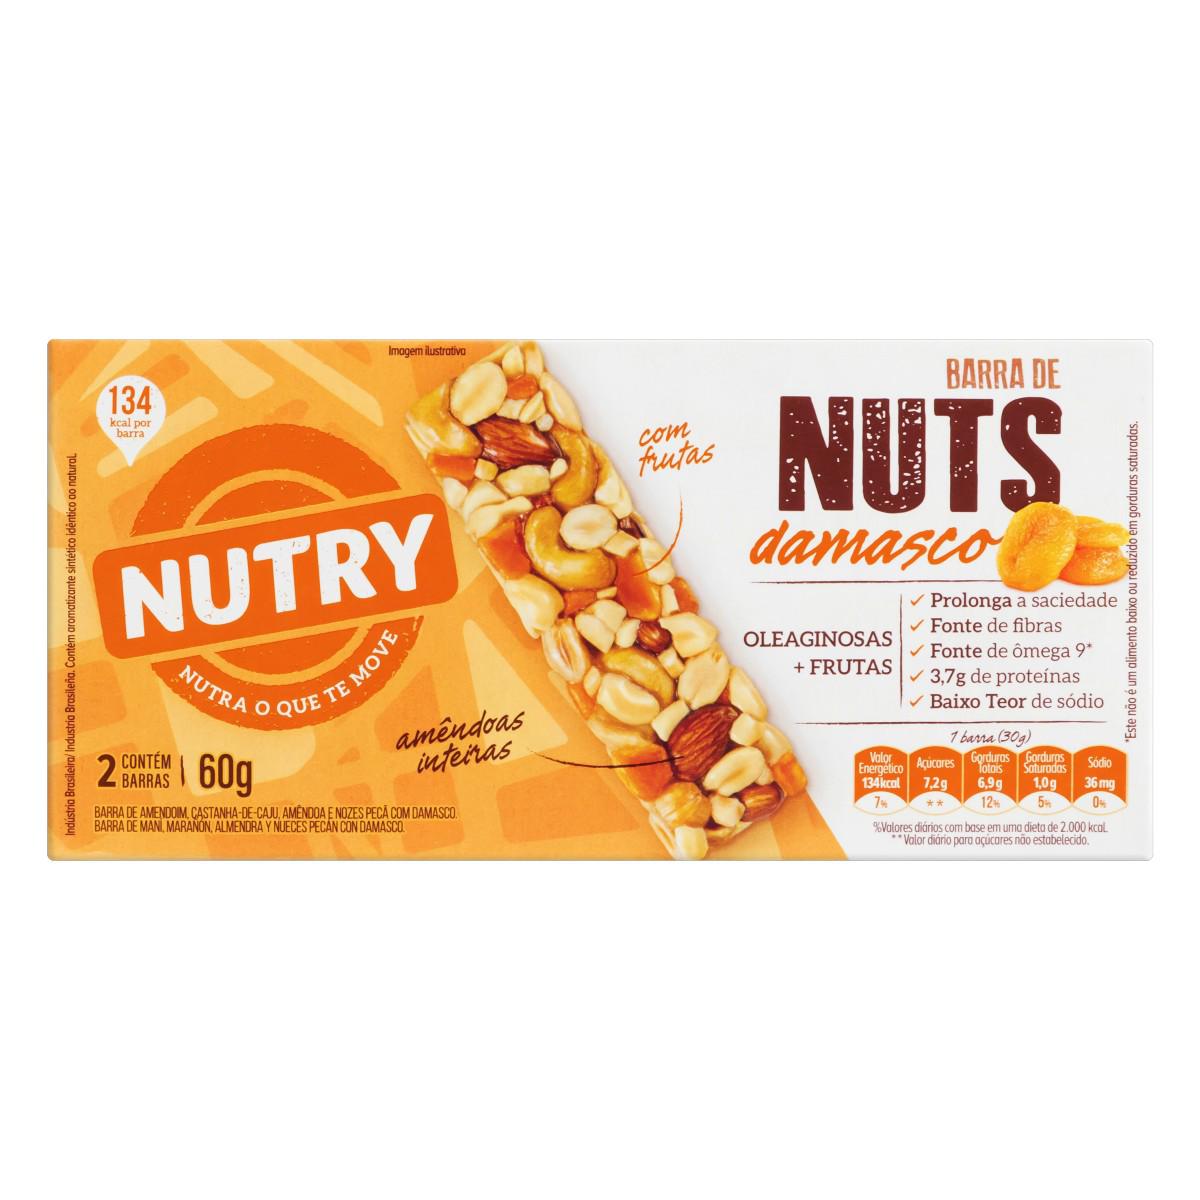 Imagem ilustrativa
134
kcal por
barra
NUTRY
NUTRA O QUE TE MOVE
2 CONTÉM
BARRAS
60g
BARRA DE AMENDOIM, CASTANHA-DE-CAJU, AMÊNDOA E NOZES PECÃ COM DAMASCO.
BARRA DE MANÍ, MARAÑÓN, ALMENDRA Y NUECES PECÁN CON DAMASCO.
Indústria Brasileira/ Industria Brasileña. Contém aromatizante sintético idêntico ao natural.
com
frutas
amêndoas
inteiras
BARRA DE
NUTS
damasco
OLEAGINOSAS
+ FRUTAS
✓ Prolonga a saciedade
✓ Fonte de fibras
✓ Fonte de ômega 9*
✓ 3,7g de proteínas
✓ Baixo Teor de sódio
1 barra (30g)
Valor Energético 134kcal 7%
Açúcares 7,2g **
Gorduras Totais 6,9g 12%
Gorduras Saturadas 1,0g 5%
Sódio 36mg 0%
%Valores diários com base em uma dieta de 2.000 kcal.
**Valor diário para açúcares não estabelecido.
*Este não é um alimento baixo ou reduzido em gorduras saturadas.